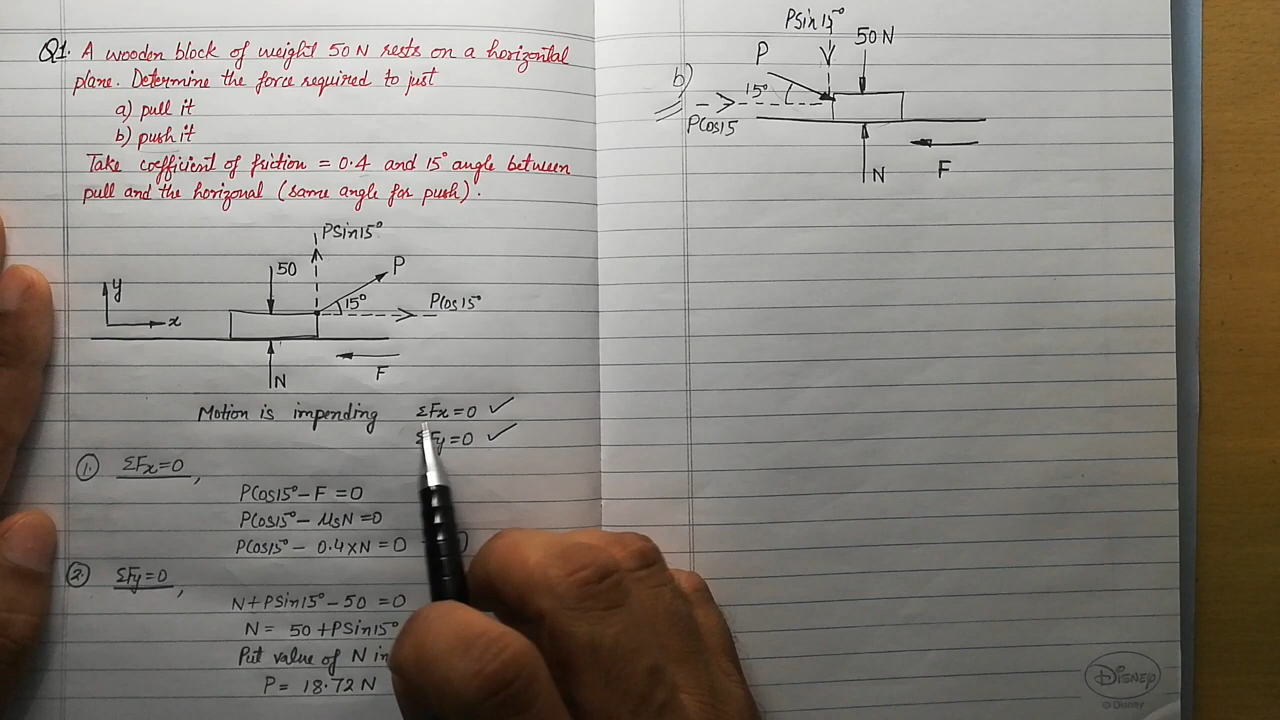 Q1. A wooden block of weight 50 N rests on a horizontal
plane. Determine the force required to just
a) pull it
b) push it
Take coefficient of friction = 0.4 and 15° angle between
pull and the horizonal (same angle for push).
PSin15°
50
P
15°
PCos15°
y
x
N
F
Motion is impending ΣFx=0 ✓
ΣFy=0 ✓
1. ΣFx=0,
PCos15° - F = 0
PCos15° - μsN = 0
PCos15° - 0.4×N = 0
2. ΣFy=0,
N + PSin15° - 50 = 0
N = 50 + PSin15°
Put value of N in
P = 18.72 N
b)
PSin15°
50 N
P
15°
PCos15
N
F
Disney
© Disney